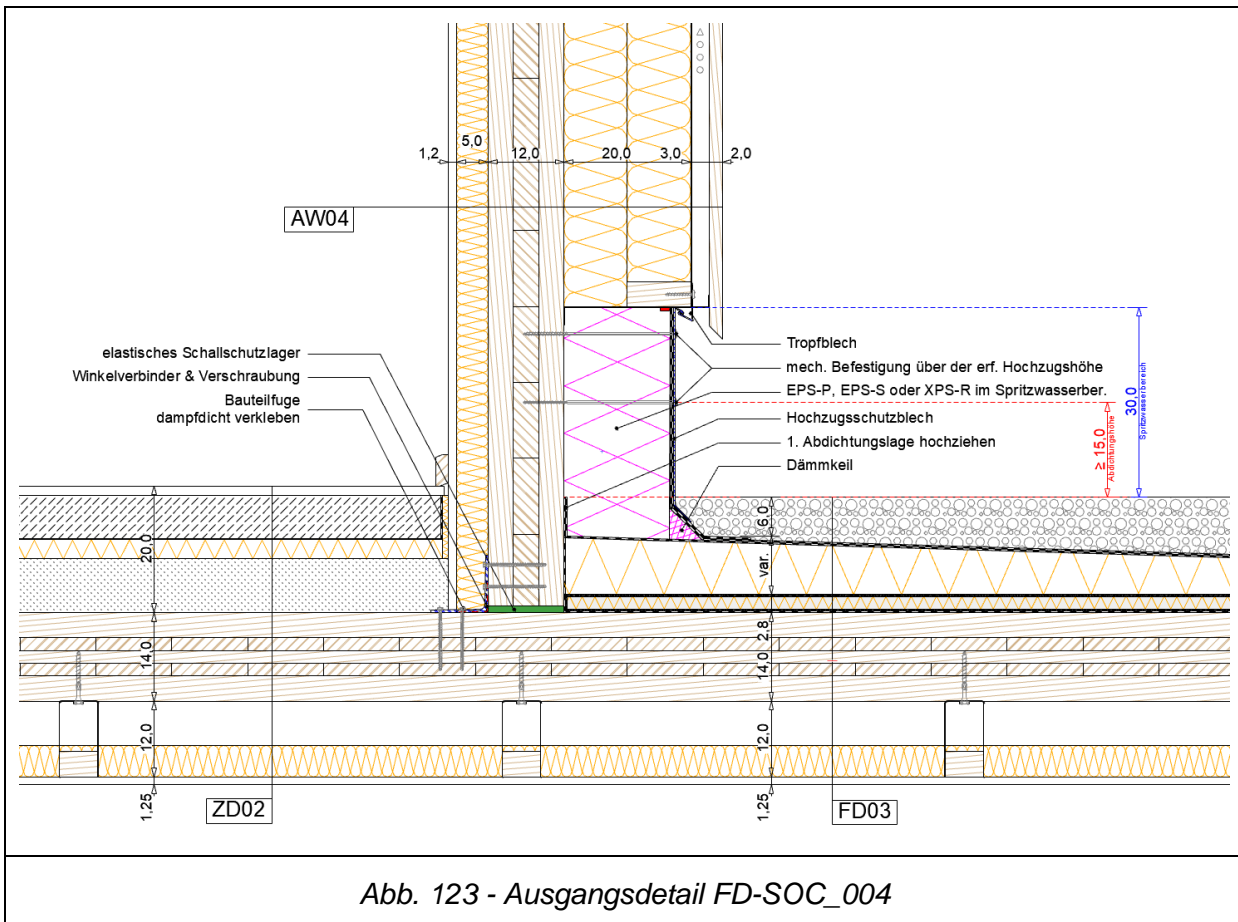 1,2
5,0
12,0
20,0
3,0
2,0
AW04
elastisches Schallschutzlager
Winkelverbinder & Verschraubung
Bauteilfuge
dampfdicht verkleben
Tropfblech
mech. Befestigung über der erf. Hochzugshöhe
EPS-P, EPS-S oder XPS-R im Spritzwasserber.
Hochzugsschutzblech
1. Abdichtungslage hochziehen
Dämmkeil
≥ 15,0
Abdichtungshöhe
30,0
Spritzwasserbereich
20,0
14,0
12,0
1,25
6,0
var.
2,8
14,0
12,0
1,25
ZD02
FD03
Abb. 123 - Ausgangsdetail FD-SOC_004